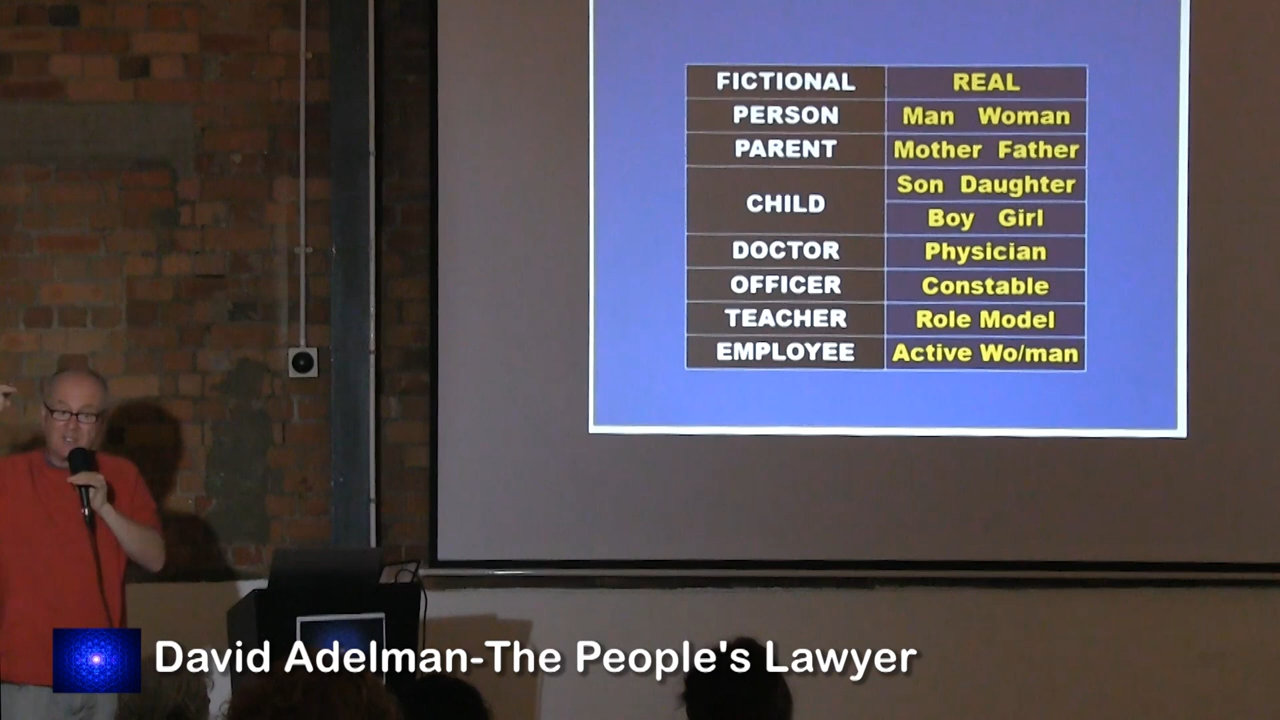 FICTIONAL REAL
PERSON Man Woman
PARENT Mother Father
CHILD Son Daughter
Boy Girl
DOCTOR Physician
OFFICER Constable
TEACHER Role Model
EMPLOYEE Active Wo/man
David Adelman-The People's Lawyer